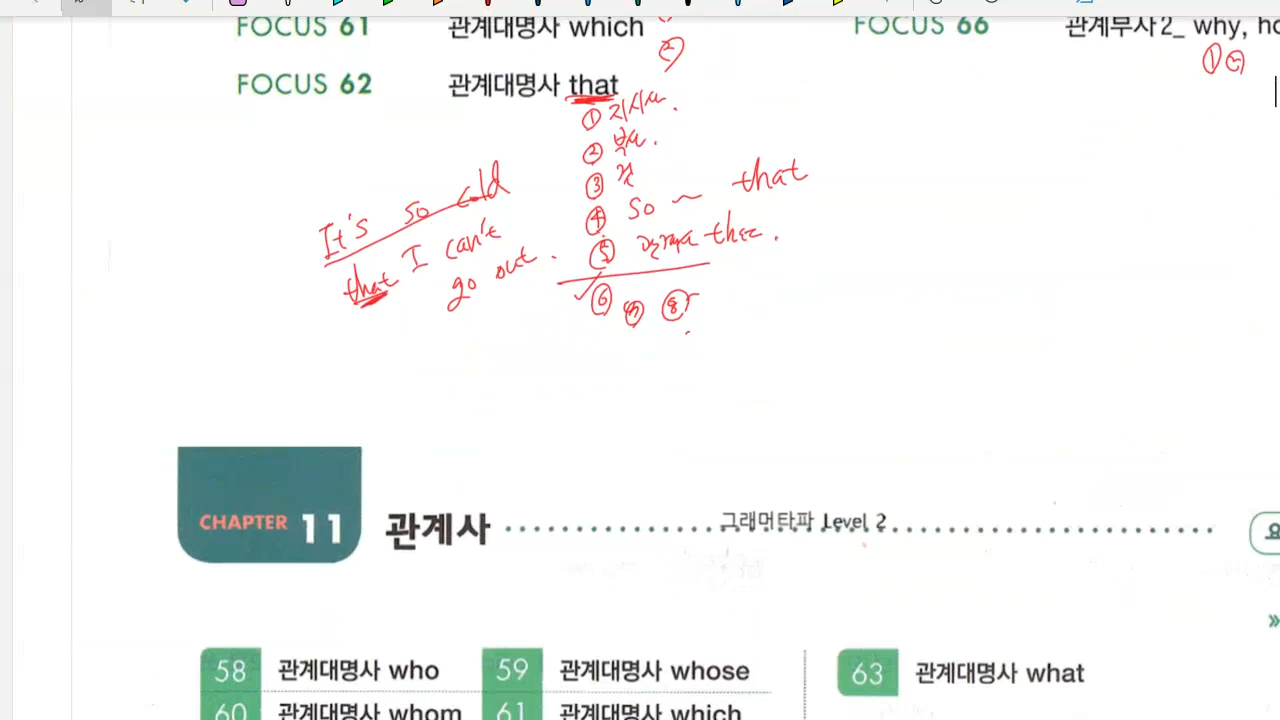 FOCUS 61 관계대명사 which
②
FOCUS 66 관계부사2_ why, ho
① ②
FOCUS 62 관계대명사 that
① 지시사.
② 부사.
③ 것
④ so ~ that
⑤ that.
⑥ ⑦ ⑧
It's so cold
that I can't
go out.
CHAPTER 11 관계사 그래머타파 Level 2
58 관계대명사 who
59 관계대명사 whose
63 관계대명사 what
60 관계대명사 whom
61 관계대명사 which